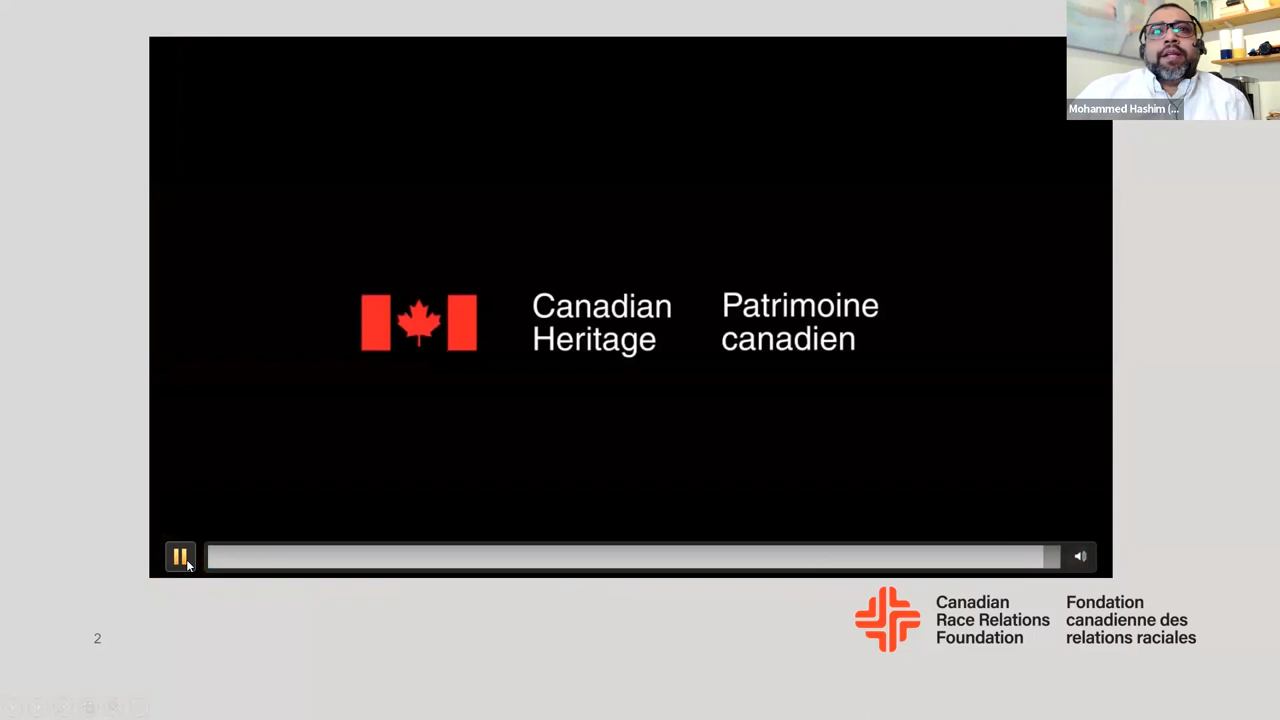 Mohammed Hashim (...
Canadian
Heritage
Patrimoine
canadien
2
Canadian
Race Relations
Foundation
Fondation
canadienne des
relations raciales